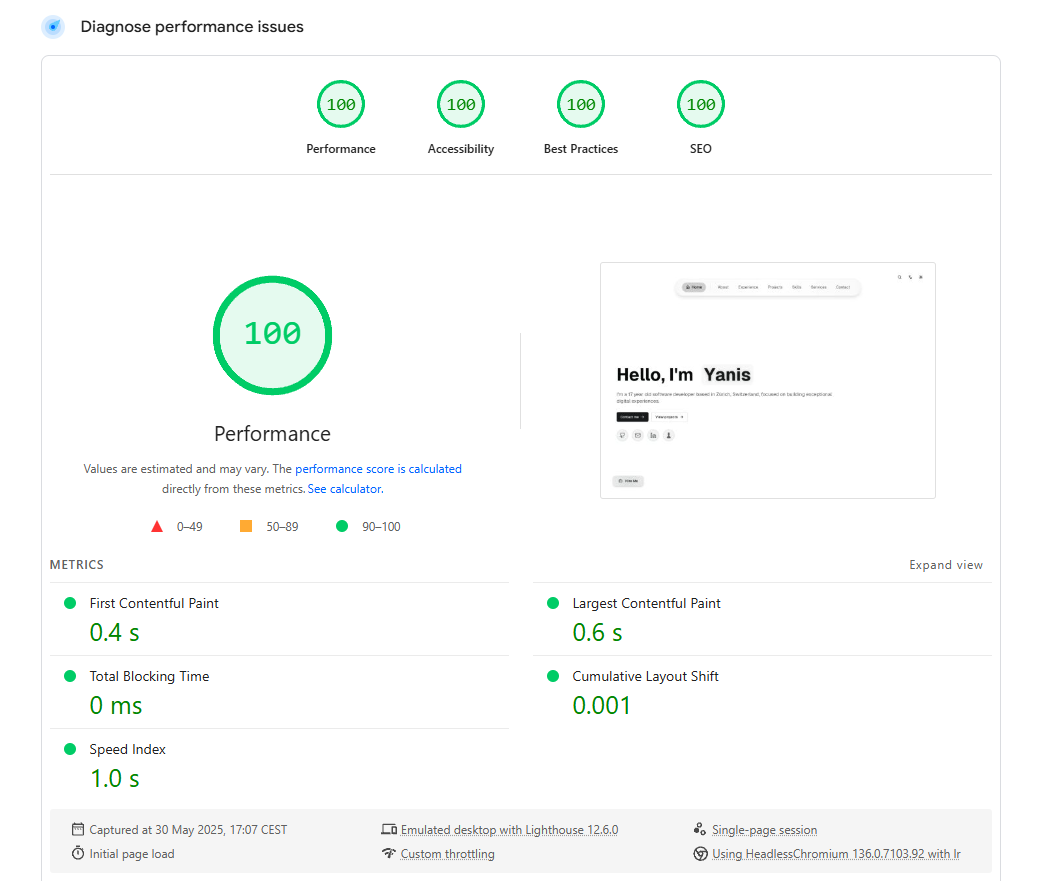 Diagnose performance issues
100
100
100
100
Performance
Accessibility
Best Practices
SEO
100
Performance
Values are estimated and may vary. The performance score is calculated
directly from these metrics. See calculator.
0–49
50–89
90–100
Home About Experience Projects Skills Services Contact
Hello, I'm Yanis
I'm a 17 year old software developer based in Zürich, Switzerland, focused on building exceptional
digital experiences.
Contact Me
View projects
METRICS
Expand view
First Contentful Paint
0.4 s
Largest Contentful Paint
0.6 s
Total Blocking Time
0 ms
Cumulative Layout Shift
0.001
Speed Index
1.0 s
Captured at 30 May 2025, 17:07 CEST
Emulated desktop with Lighthouse 12.6.0
Single-page session
Initial page load
Custom throttling
Using HeadlessChromium 136.0.7103.92 with lr